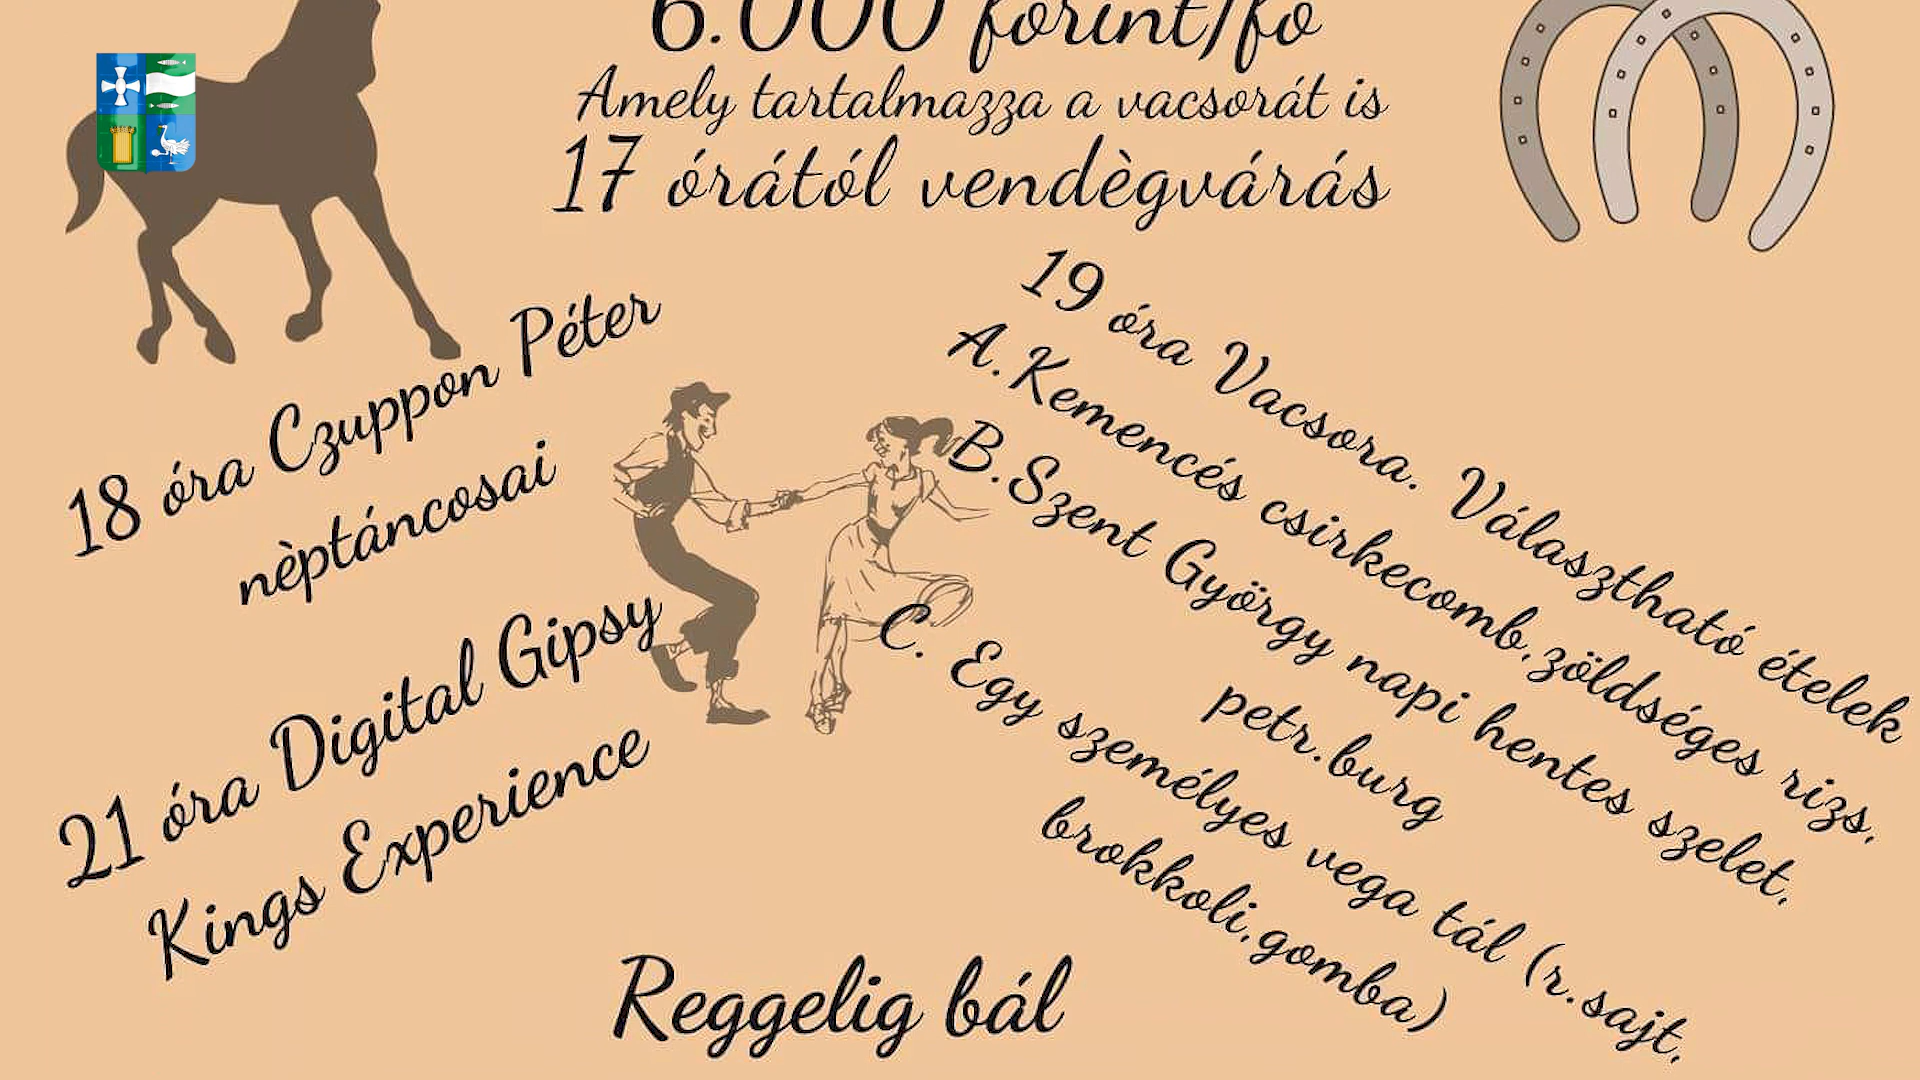 6.000 forint/fő
Amely tartalmazza a vacsorát is
17 órától vendègvárás
18 óra Czuppon Péter
nèptáncosai
21 óra Digital Gipsy
Kings Experience
19 óra Vacsora. Választható ételek
A.Kemencés csirkecomb,zöldséges rizs,
B.Szent György napi hentes szelet,
petr.burg
C. Egy személyes vega tál (r.sajt,
brokkoli,gomba)
Reggelig bál